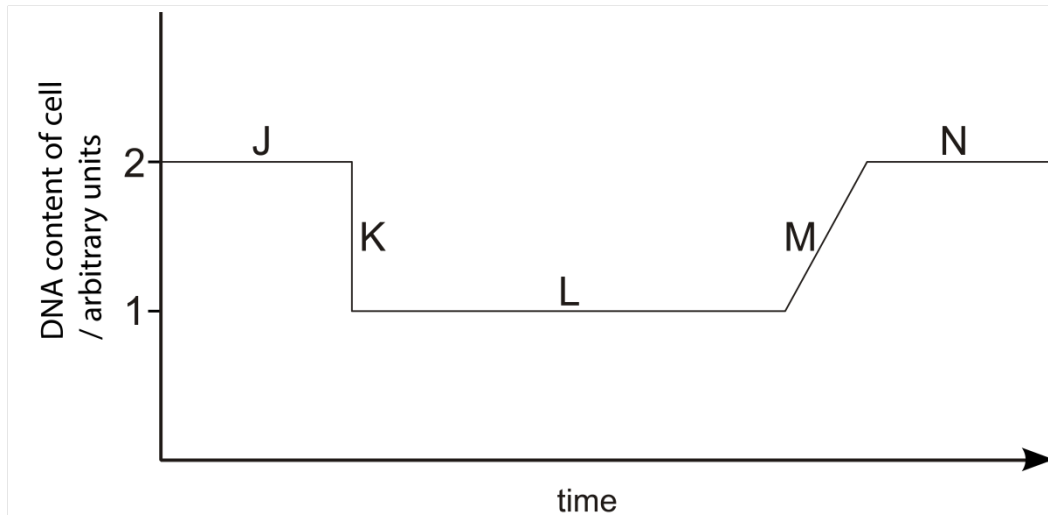 DNA content of cell
/ arbitrary units
J
N
2
K
M
L
1
time